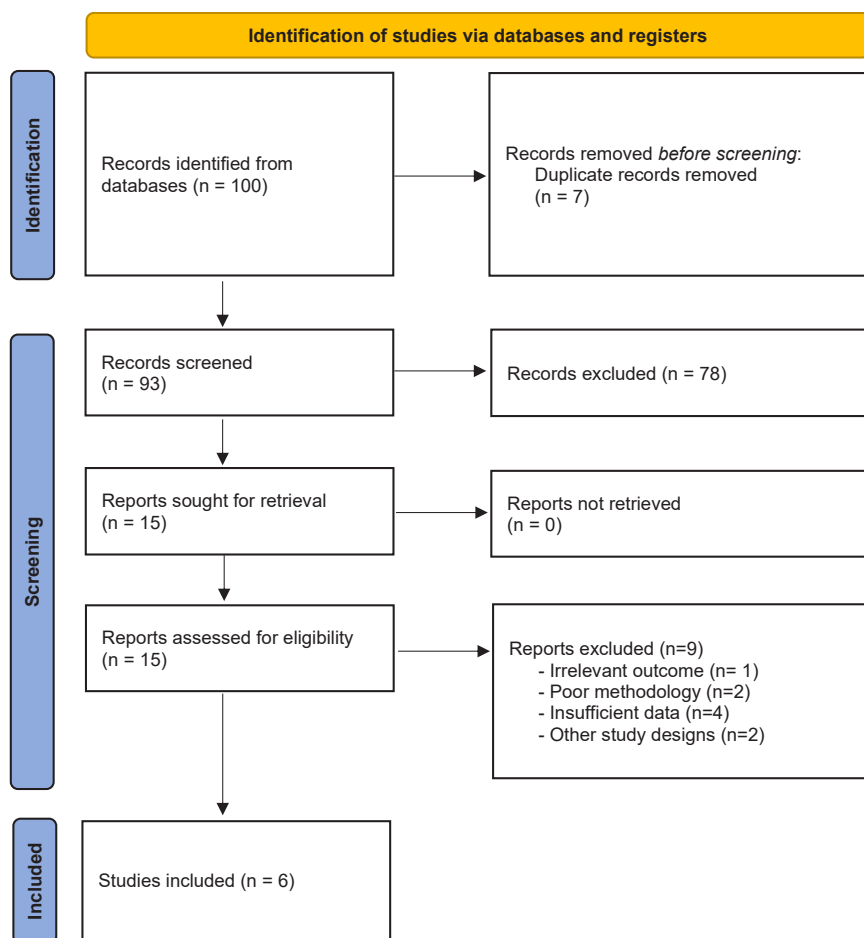 Identification of studies via databases and registers
Identification
Records identified from
databases (n = 100)
Records removed before screening:
Duplicate records removed
(n = 7)
Screening
Records screened
(n = 93)
Records excluded (n = 78)
Reports sought for retrieval
(n = 15)
Reports not retrieved
(n = 0)
Reports assessed for eligibility
(n = 15)
Reports excluded (n=9)
- Irrelevant outcome (n= 1)
- Poor methodology (n=2)
- Insufficient data (n=4)
- Other study designs (n=2)
Included
Studies included (n = 6)